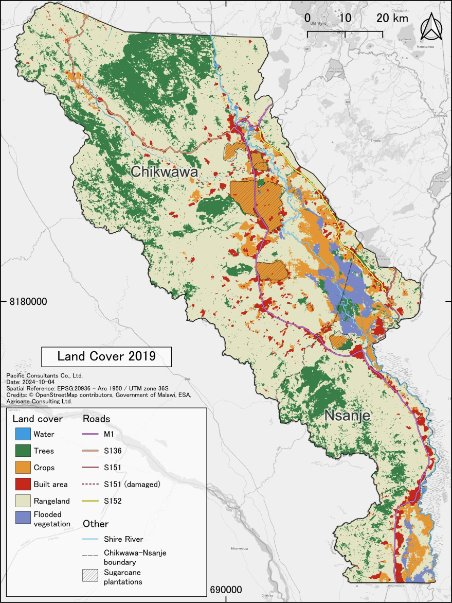 0 10 20 km
Chikwawa
8180000
Land Cover 2019
Pacific Consultants Co., Ltd.
Date: 2024-10-04
Spatial Reference: EPSG:20936 - Arc 1950 / UTM zone 36S
Credits: © OpenStreetMap contributors, Government of Malawi, ESA,
Agricane Consulting Ltd.
Nsanje
Land cover
Water
Trees
Crops
Built area
Rangeland
Flooded
vegetation
Roads
M1
S136
S151
S151 (damaged)
S152
Other
Shire River
Chikwawa-Nsanje
boundary
Sugarcane
plantations
690000